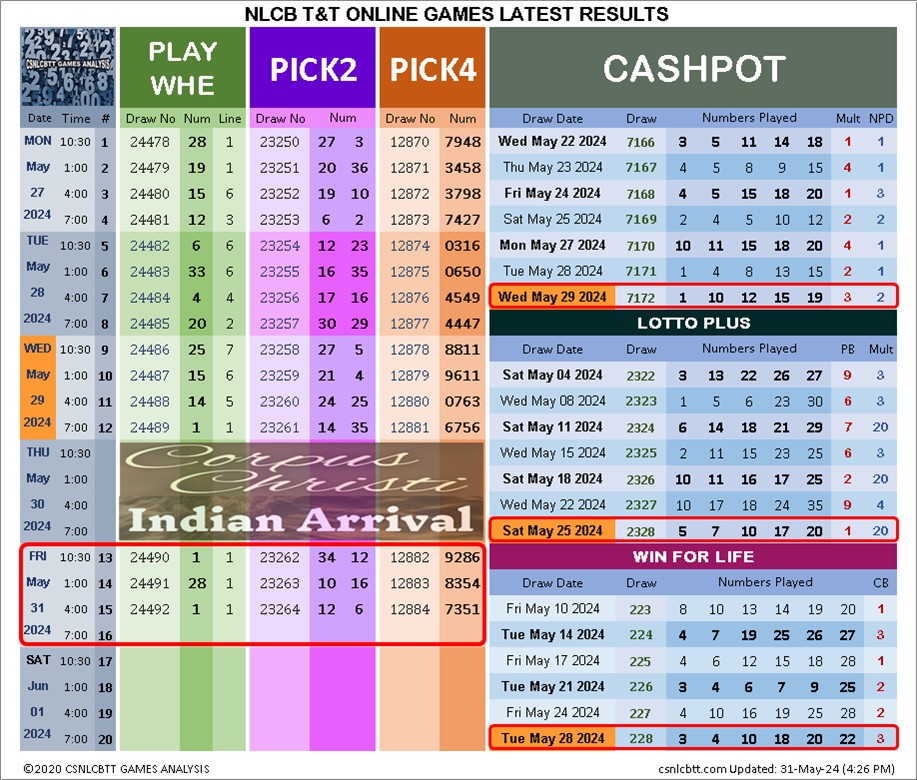 NLCB T&T ONLINE GAMES LATEST RESULTS
CSNLCBTT GAMES ANALYSIS
PLAY WHE PICK2 PICK4 CASHPOT
Date Time # Draw No Num Line Draw No Num Draw No Num Draw Date Draw Numbers Played Mult NPD
MON 10:30 1 24478 28 1 23250 27 3 12870 7948 Wed May 22 2024 7166 3 5 11 14 18 1 1
May 1:00 2 24479 19 1 23251 20 36 12871 3458 Thu May 23 2024 7167 4 5 8 9 15 4 1
27 4:00 3 24480 15 6 23252 19 10 12872 3798 Fri May 24 2024 7168 4 5 15 18 20 1 3
2024 7:00 4 24481 12 3 23253 6 2 12873 7427 Sat May 25 2024 7169 2 4 5 10 12 2 2
TUE 10:30 5 24482 6 6 23254 12 23 12874 0316 Mon May 27 2024 7170 10 11 15 18 20 4 1
May 1:00 6 24483 33 6 23255 16 35 12875 0650 Tue May 28 2024 7171 1 4 8 13 15 2 1
28 4:00 7 24484 4 4 23256 17 16 12876 4549 Wed May 29 2024 7172 1 10 12 15 19 3 2
2024 7:00 8 24485 20 2 23257 30 29 12877 4447 LOTTO PLUS
WED 10:30 9 24486 25 7 23258 27 5 12878 8811 Draw Date Draw Numbers Played PB Mult
May 1:00 10 24487 15 6 23259 21 4 12879 9611 Sat May 04 2024 2322 3 13 22 26 27 9 3
29 4:00 11 24488 14 5 23260 24 25 12880 0763 Wed May 08 2024 2323 1 5 6 23 30 6 3
2024 7:00 12 24489 1 1 23261 14 35 12881 6756 Sat May 11 2024 2324 6 14 18 21 29 7 20
THU 10:30 Corpus Wed May 15 2024 2325 2 11 15 23 25 6 3
May 1:00 Christi Sat May 18 2024 2326 10 11 16 17 25 2 20
30 4:00 Indian Arrival Wed May 22 2024 2327 10 17 18 24 35 9 4
2024 7:00 Sat May 25 2024 2328 5 7 10 17 20 1 20
FRI 10:30 13 24490 1 1 23262 34 12 12882 9286 WIN FOR LIFE
May 1:00 14 24491 28 1 23263 10 16 12883 8354 Draw Date Draw Numbers Played CB
31 4:00 15 24492 1 1 23264 12 6 12884 7351 Fri May 10 2024 223 8 10 13 14 19 20 1
2024 7:00 16 Tue May 14 2024 224 4 7 19 25 26 27 3
SAT 10:30 17 Fri May 17 2024 225 4 6 12 15 18 28 1
Jun 1:00 18 Tue May 21 2024 226 3 4 6 7 9 25 2
01 4:00 19 Fri May 24 2024 227 4 10 16 19 25 28 2
2024 7:00 20 Tue May 28 2024 228 3 4 10 18 20 22 3
©2020 CSNLCBTT GAMES ANALYSIS csnlcbtt.com Updated: 31-May-24 (4:26 PM)